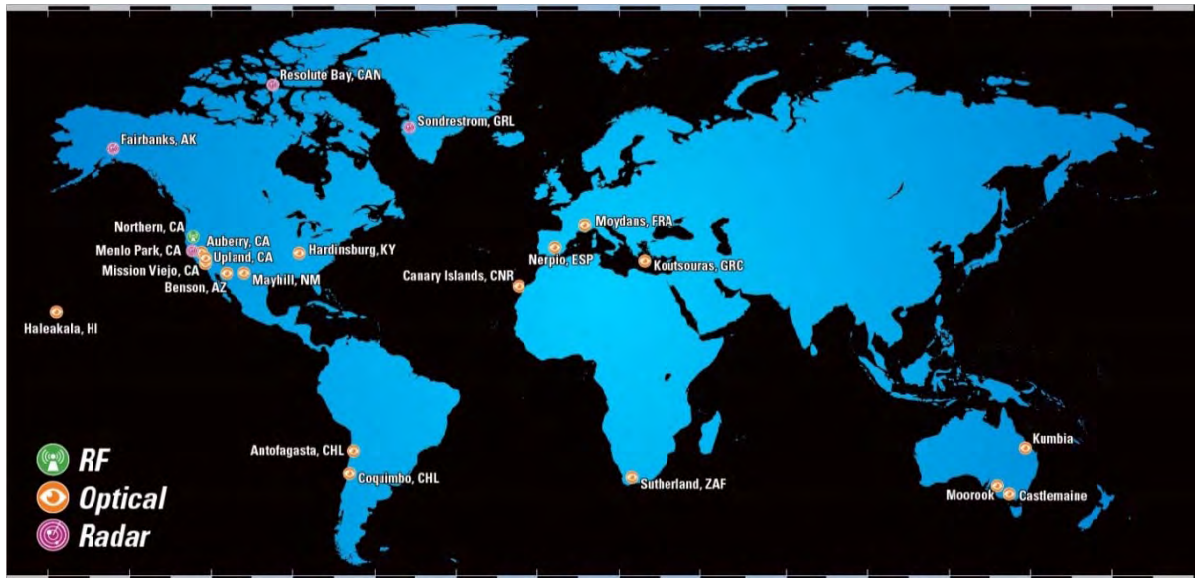 Resolute Bay, CAN
Sondrestrom, GRL
Fairbanks, AK
Northern, CA
Auberry, CA
Menlo Park, CA
Upland, CA
Hardinsburg, KY
Mission Viejo, CA
Mayhill, NM
Benson, AZ
Moydans, FRA
Nerpio, ESP
Koutsouras, GRC
Canary Islands, CNR
Haleakala, HI
Antofagasta, CHL
Coquimbo, CHL
Sutherland, ZAF
Kumbia
Moorook
Castlemaine
RF
Optical
Radar